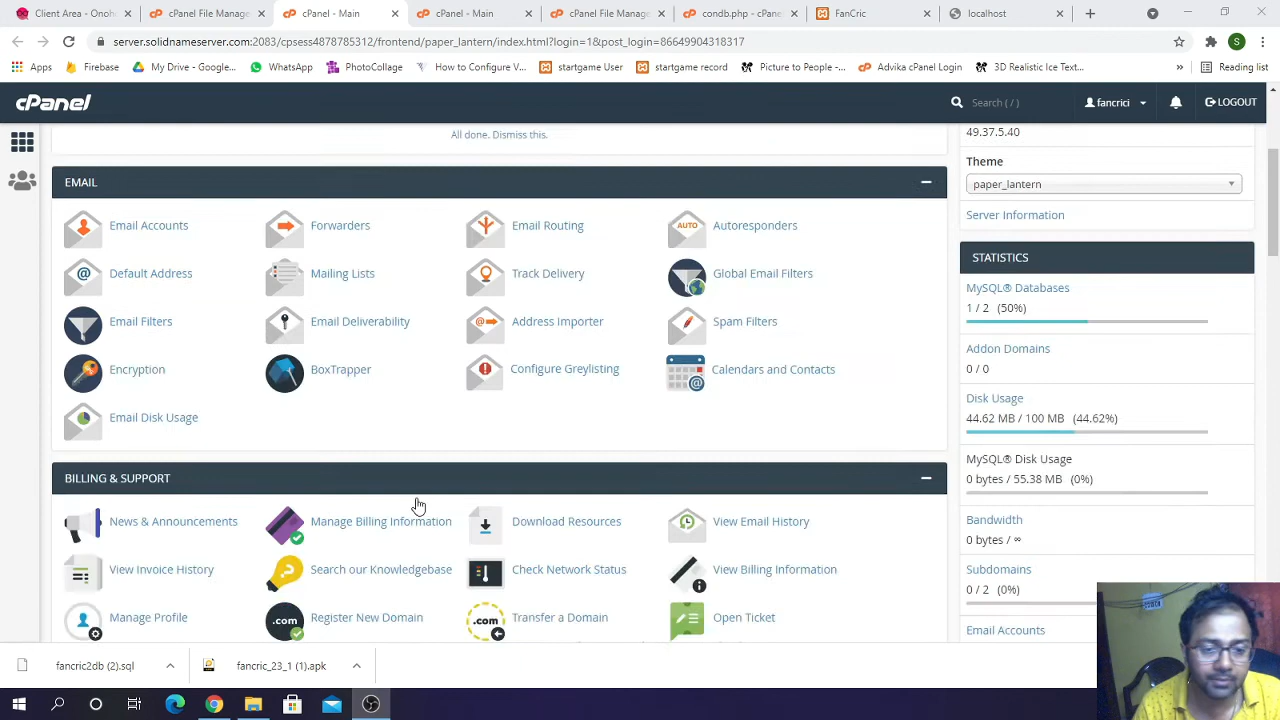 Client Area - Onoh
cPanel File Manage
cPanel - Main
cPanel - Main
cPanel File Manage
condb.php - cPane
FanCric
localhost
server.solidnameserver.com:2083/cpsess4878785312/frontend/paper_lantern/index.html?login=1&post_login=86649904318317
S
Apps
Firebase
My Drive - Google...
WhatsApp
PhotoCollage
How to Configure V...
startgame User
startgame record
Picture to People -...
Advika cPanel Login
3D Realistic Ice Text...
»
Reading list
cPanel
Search ( / )
fancrici
LOGOUT
All done. Dismiss this.
49.37.5.40
Theme
paper_lantern
Server Information
EMAIL
Email Accounts
Forwarders
Email Routing
AUTO
Autoresponders
Default Address
Mailing Lists
Track Delivery
Global Email Filters
Email Filters
Email Deliverability
Address Importer
Spam Filters
Encryption
BoxTrapper
Configure Greylisting
Calendars and Contacts
Email Disk Usage
STATISTICS
MySQL® Databases
1 / 2 (50%)
Addon Domains
0 / 0
Disk Usage
44.62 MB / 100 MB (44.62%)
MySQL® Disk Usage
0 bytes / 55.38 MB (0%)
Bandwidth
0 bytes / ∞
Subdomains
0 / 2 (0%)
Email Accounts
BILLING & SUPPORT
News & Announcements
Manage Billing Information
Download Resources
View Email History
View Invoice History
Search our Knowledgebase
Check Network Status
View Billing Information
Manage Profile
.com
Register New Domain
.com
Transfer a Domain
Open Ticket
fancric2db (2).sql
fancric_23_1 (1).apk